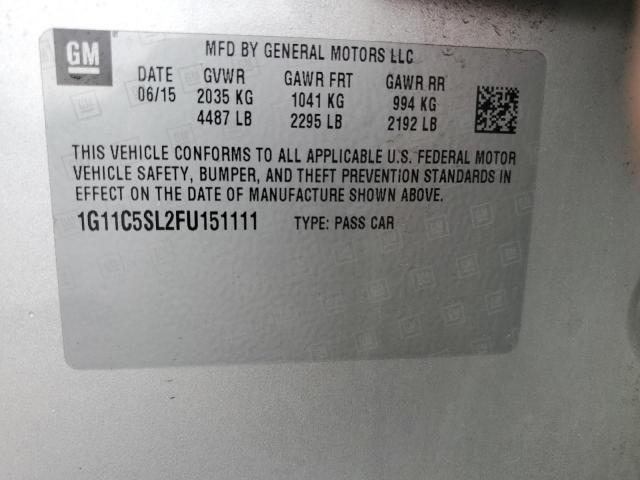 GM
MFD BY GENERAL MOTORS LLC
DATE GVWR GAWR FRT GAWR RR
06/15 2035 KG 1041 KG 994 KG
4487 LB 2295 LB 2192 LB
THIS VEHICLE CONFORMS TO ALL APPLICABLE U.S. FEDERAL MOTOR
VEHICLE SAFETY, BUMPER, AND THEFT PREVENTION STANDARDS IN
EFFECT ON THE DATE OF MANUFACTURE SHOWN ABOVE.
1G11C5SL2FU151111 TYPE: PASS CAR